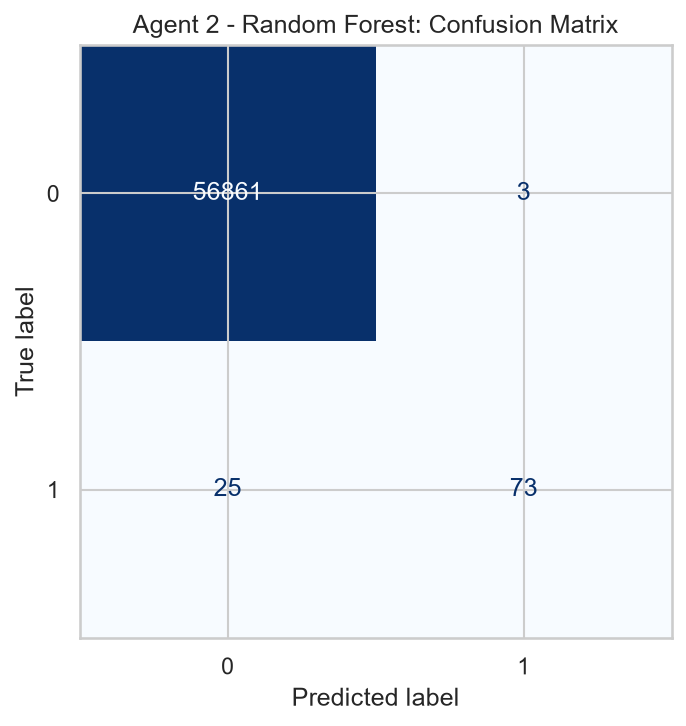 Agent 2 - Random Forest: Confusion Matrix
0
56861
3
True label
1
25
73
0
1
Predicted label